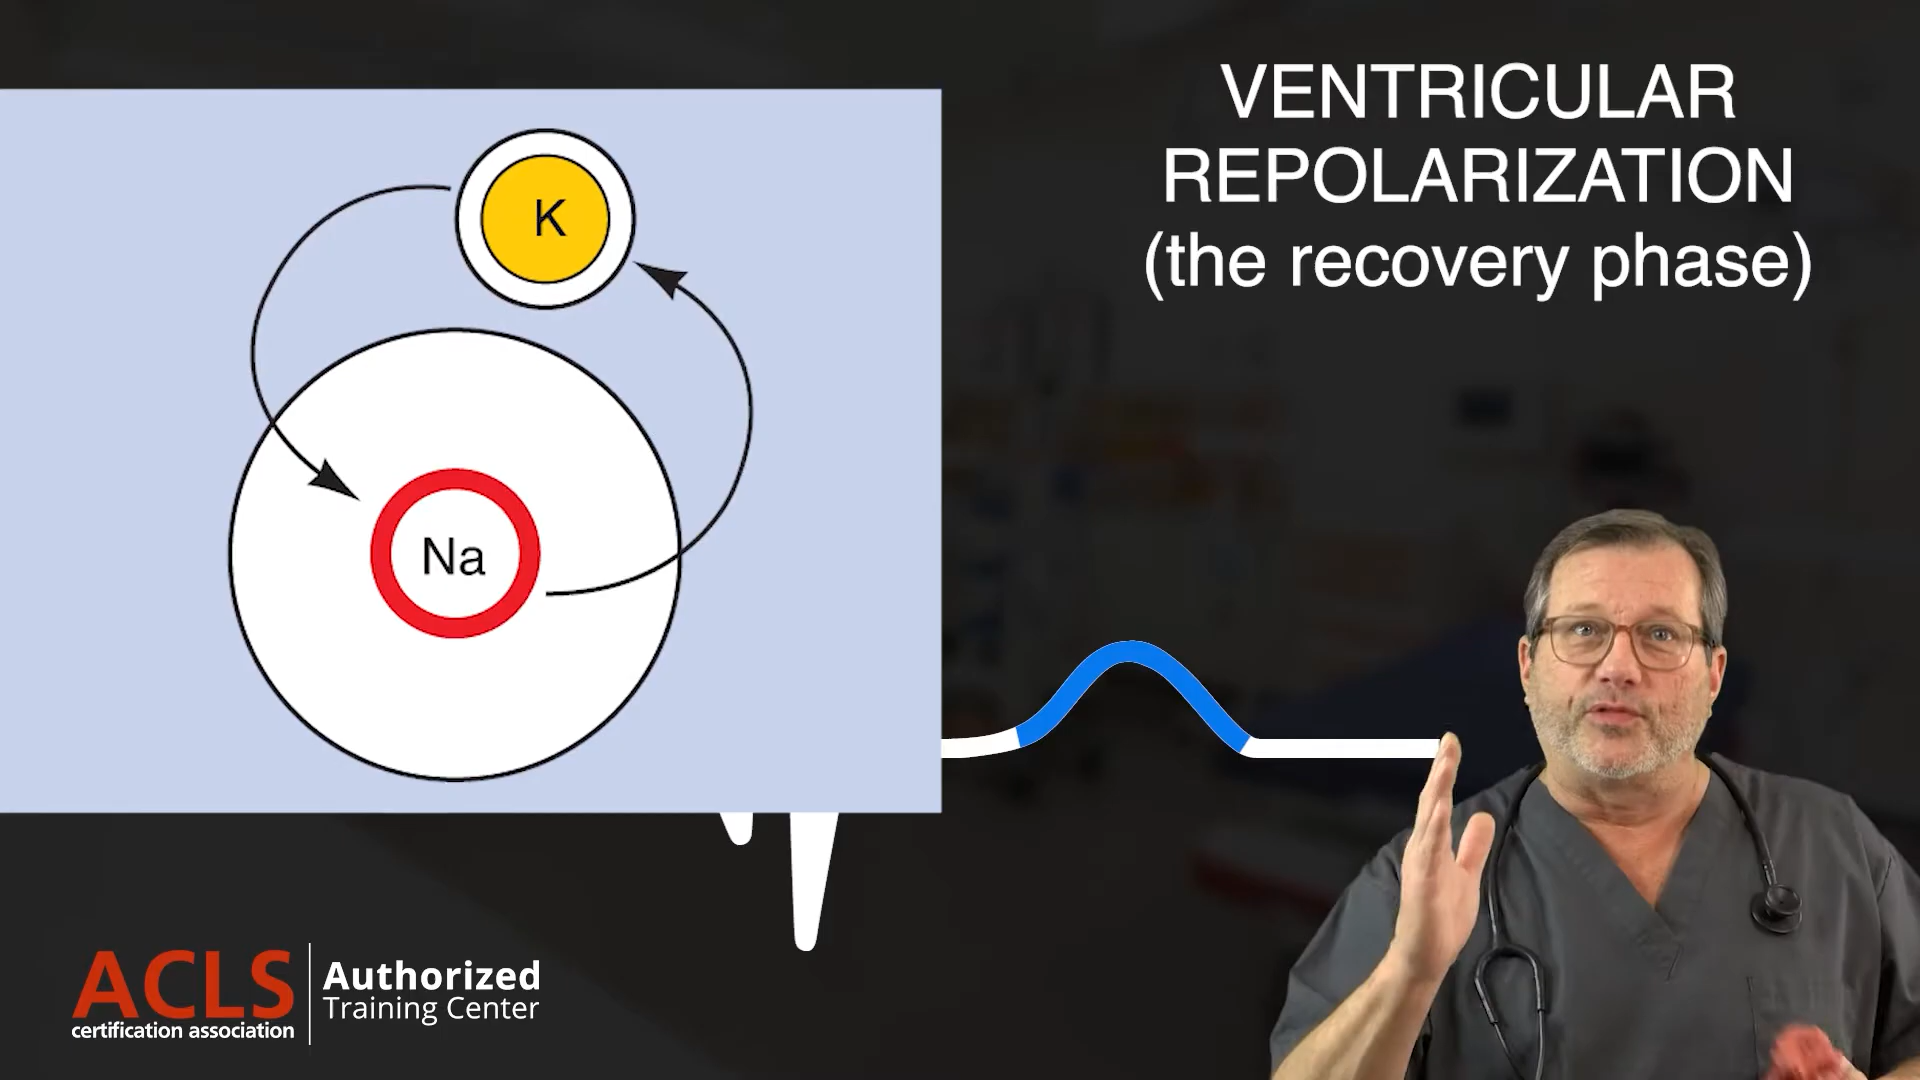 VENTRICULAR
REPOLARIZATION
(the recovery phase)
K
Na
ACLS
certification association
Authorized
Training Center